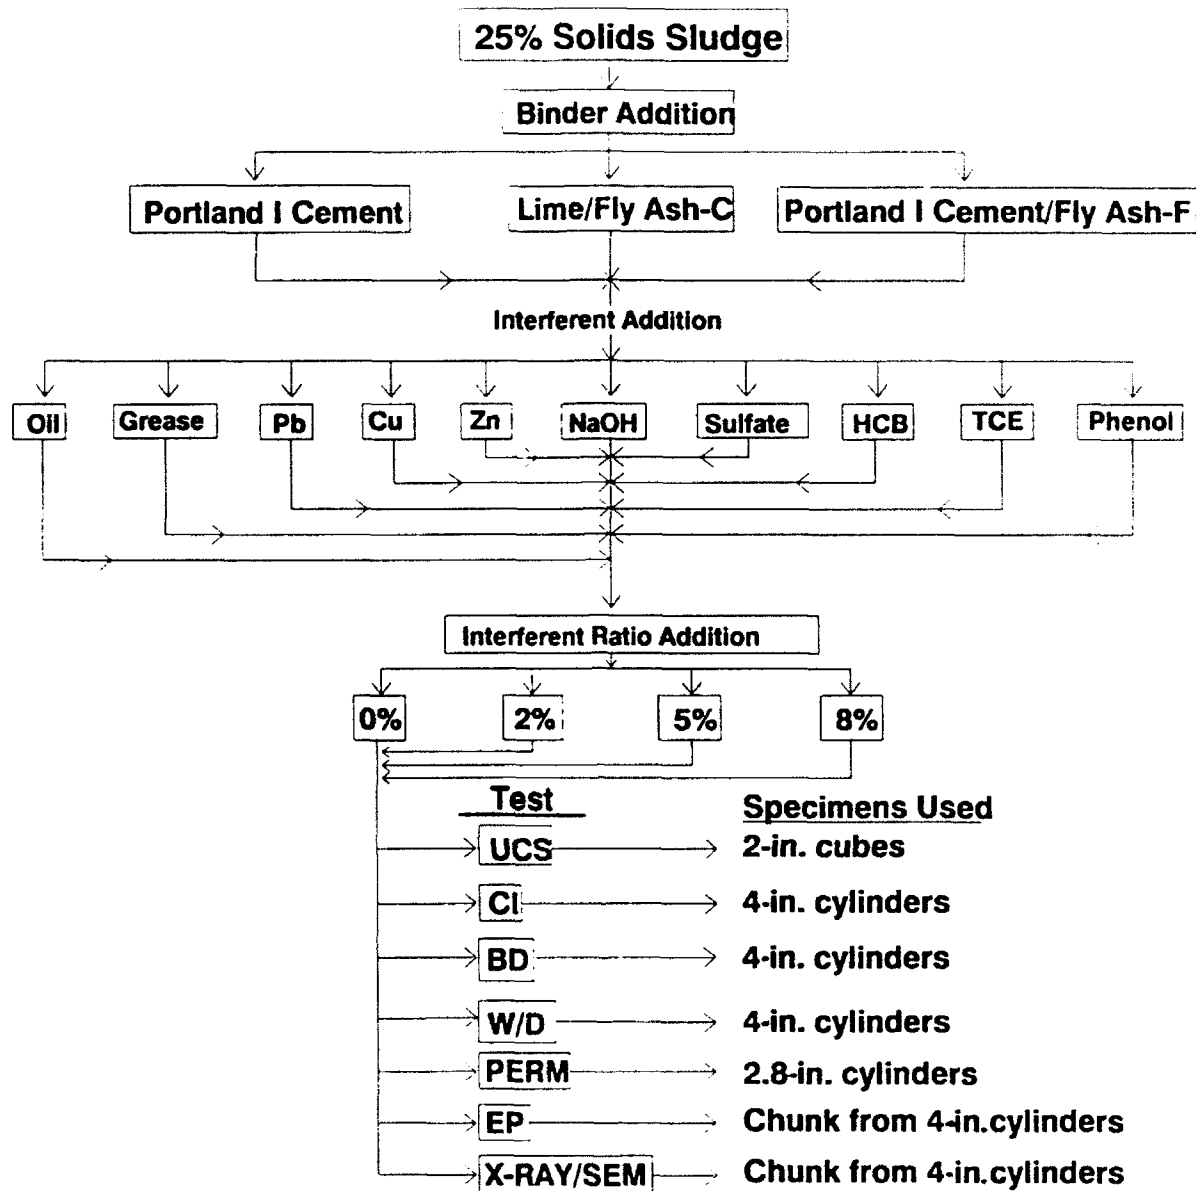 25% Solids Sludge
Binder Addition
Portland I Cement
Lime/Fly Ash-C
Portland I Cement/Fly Ash-F
Interferent Addition
Oil
Grease
Pb
Cu
Zn
NaOH
Sulfate
HCB
TCE
Phenol
Interferent Ratio Addition
0%
2%
5%
8%
Test
Specimens Used
UCS
2-in. cubes
CI
4-in. cylinders
BD
4-in. cylinders
W/D
4-in. cylinders
PERM
2.8-in. cylinders
EP
Chunk from 4-in.cylinders
X-RAY/SEM
Chunk from 4-in.cylinders